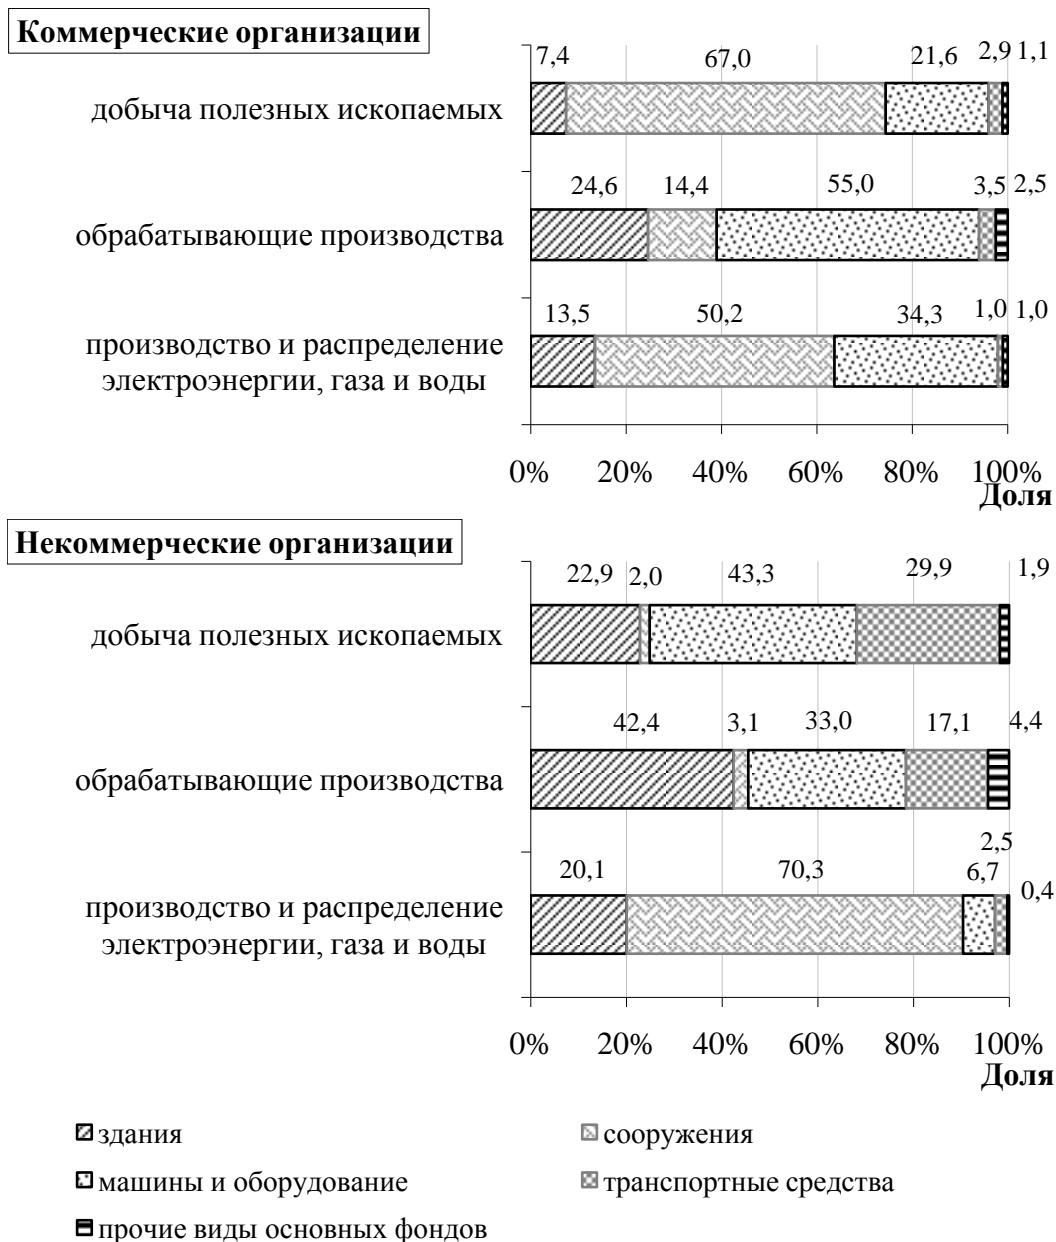 Коммерческие организации
7,4 67,0 21,6 2,9 1,1
добыча полезных ископаемых
24,6 14,4 55,0 3,5 2,5
обрабатывающие производства
13,5 50,2 34,3 1,0 1,0
производство и распределение
электроэнергии, газа и воды
0% 20% 40% 60% 80% 100%
Доля
Некоммерческие организации
22,9 2,0 43,3 29,9 1,9
добыча полезных ископаемых
42,4 3,1 33,0 17,1 4,4
обрабатывающие производства
20,1 70,3 6,7 2,5 0,4
производство и распределение
электроэнергии, газа и воды
0% 20% 40% 60% 80% 100%
Доля
здания
сооружения
машины и оборудование
транспортные средства
прочие виды основных фондов